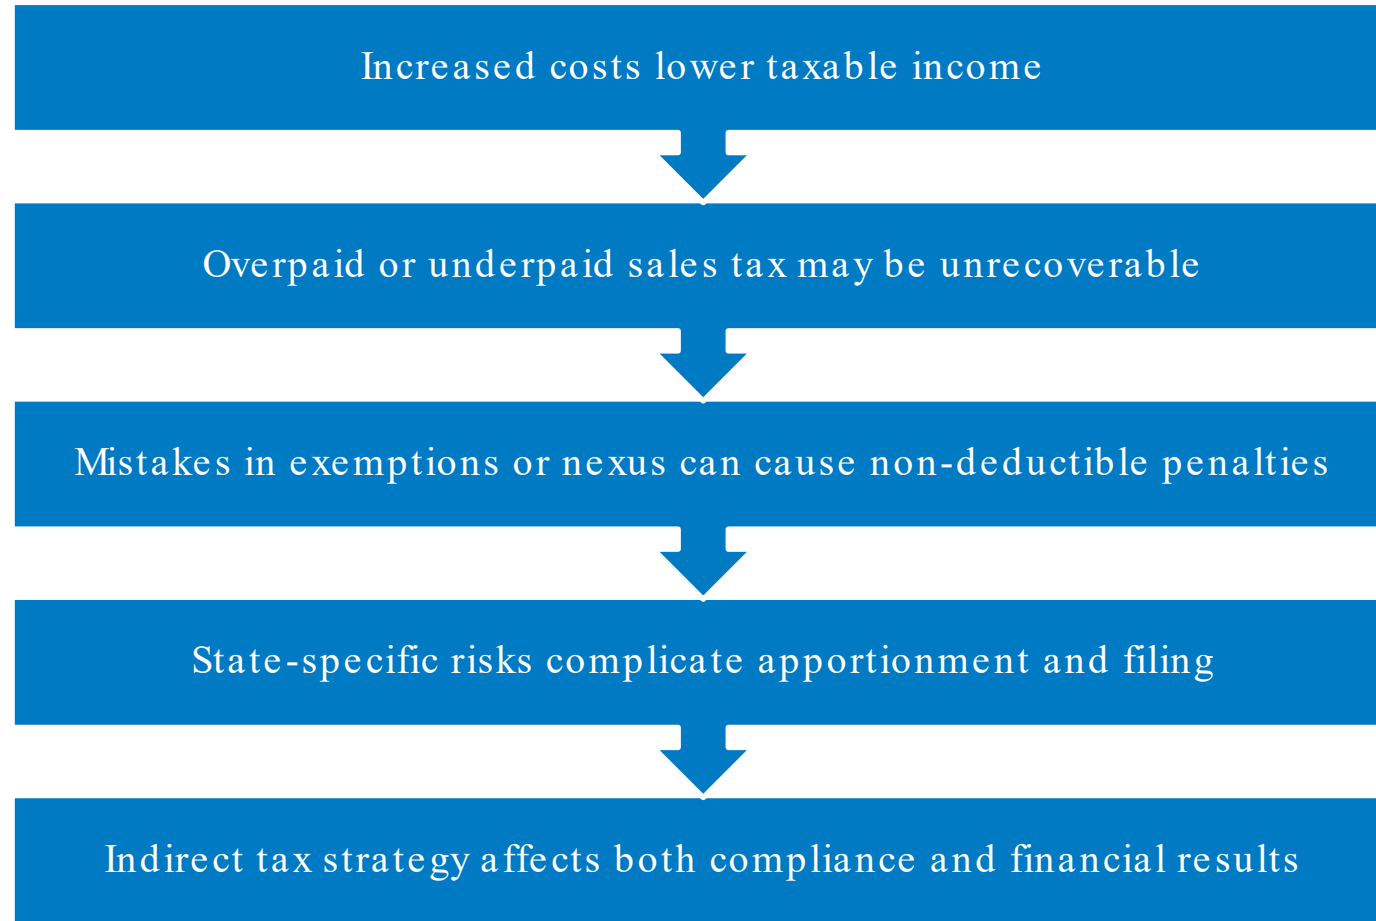 Increased costs lower taxable income
Overpaid or underpaid sales tax may be unrecoverable
Mistakes in exemptions or nexus can cause non-deductible penalties
State-specific risks complicate apportionment and filing
Indirect tax strategy affects both compliance and financial results